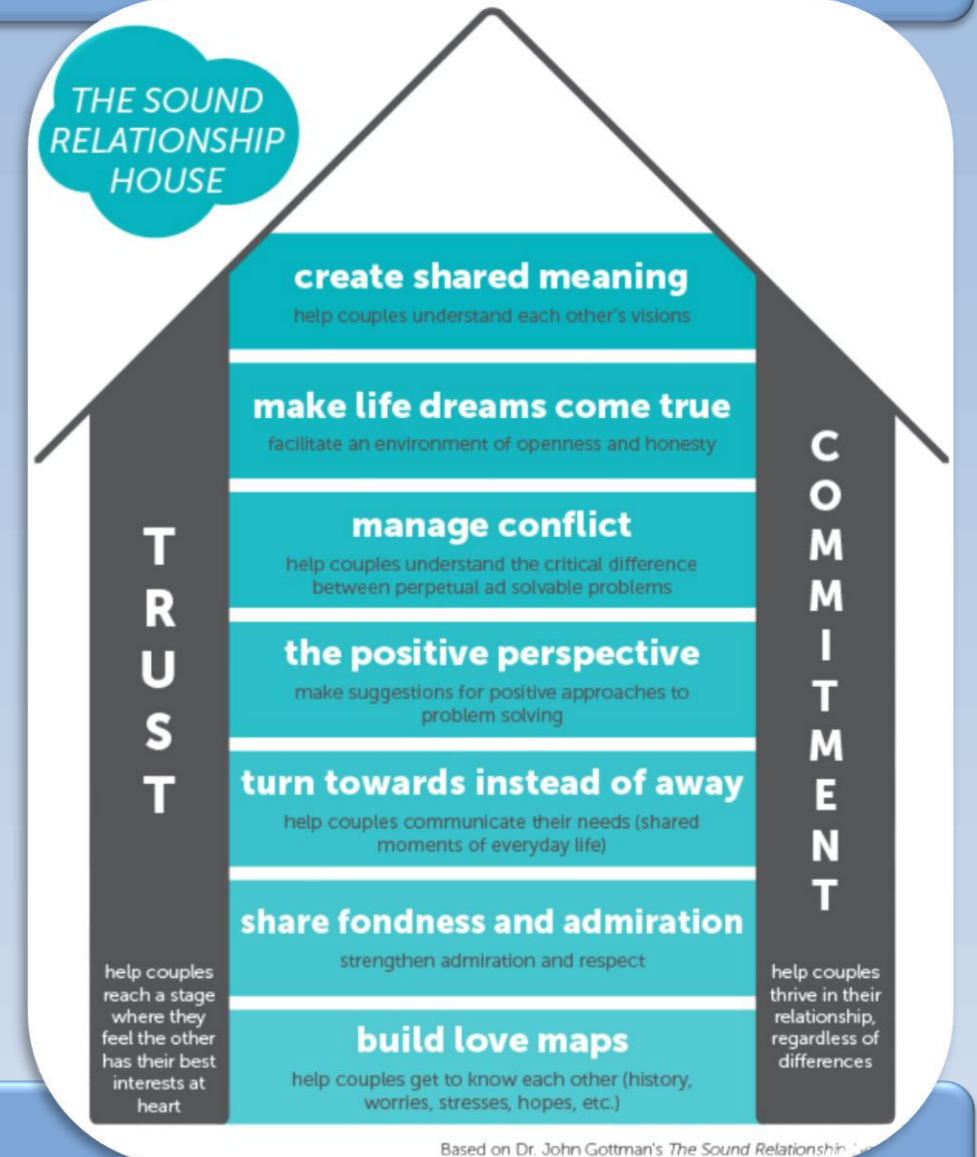 THE SOUND
RELATIONSHIP
HOUSE
create shared meaning
help couples understand each other's visions
make life dreams come true
facilitate an environment of openness and honesty
manage conflict
help couples understand the critical difference
between perpetual ad solvable problems
the positive perspective
make suggestions for positive approaches to
problem solving
turn towards instead of away
help couples communicate their needs (shared
moments of everyday life)
share fondness and admiration
strengthen admiration and respect
build love maps
help couples get to know each other (history,
worries, stresses, hopes, etc.)
TRUST
help couples
reach a stage
where they
feel the other
has their best
interests at
heart
COMMITMENT
help couples
thrive in their
relationship,
regardless of
differences
Based on Dr. John Gottman's The Sound Relationship